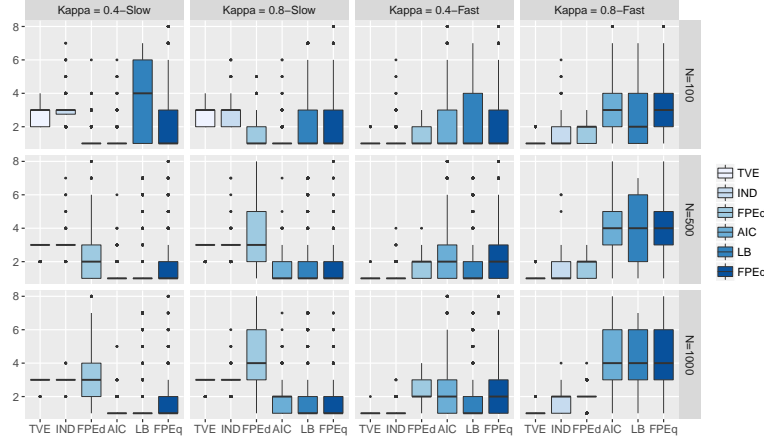 Kappa = 0.4−Slow Kappa = 0.8−Slow Kappa = 0.4−Fast Kappa = 0.8−Fast
8
6
4
2
N=100
8
6
4
2
N=500
8
6
4
2
N=1000
TVE IND FPEd AIC LB FPEq TVE IND FPEd AIC LB FPEq TVE IND FPEd AIC LB FPEq TVE IND FPEd AIC LB FPEq
TVE
IND
FPEd
AIC
LB
FPEq